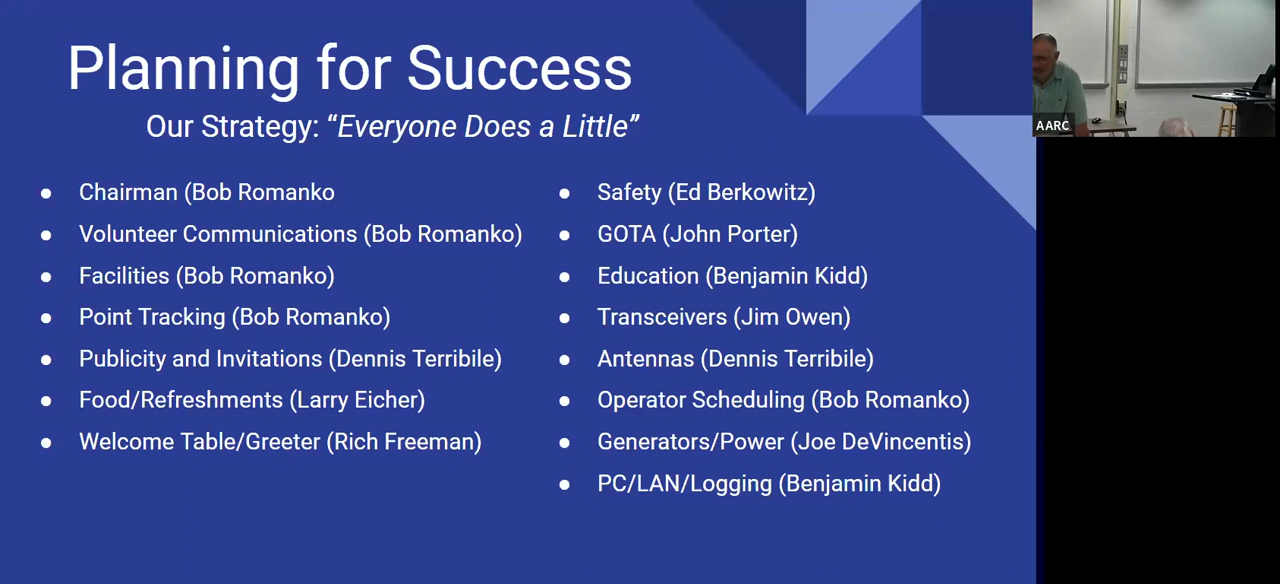 Planning for Success
Our Strategy: “Everyone Does a Little”
Chairman (Bob Romanko
Volunteer Communications (Bob Romanko)
Facilities (Bob Romanko)
Point Tracking (Bob Romanko)
Publicity and Invitations (Dennis Terribile)
Food/Refreshments (Larry Eicher)
Welcome Table/Greeter (Rich Freeman)
Safety (Ed Berkowitz)
GOTA (John Porter)
Education (Benjamin Kidd)
Transceivers (Jim Owen)
Antennas (Dennis Terribile)
Operator Scheduling (Bob Romanko)
Generators/Power (Joe DeVincentis)
PC/LAN/Logging (Benjamin Kidd)
AARC